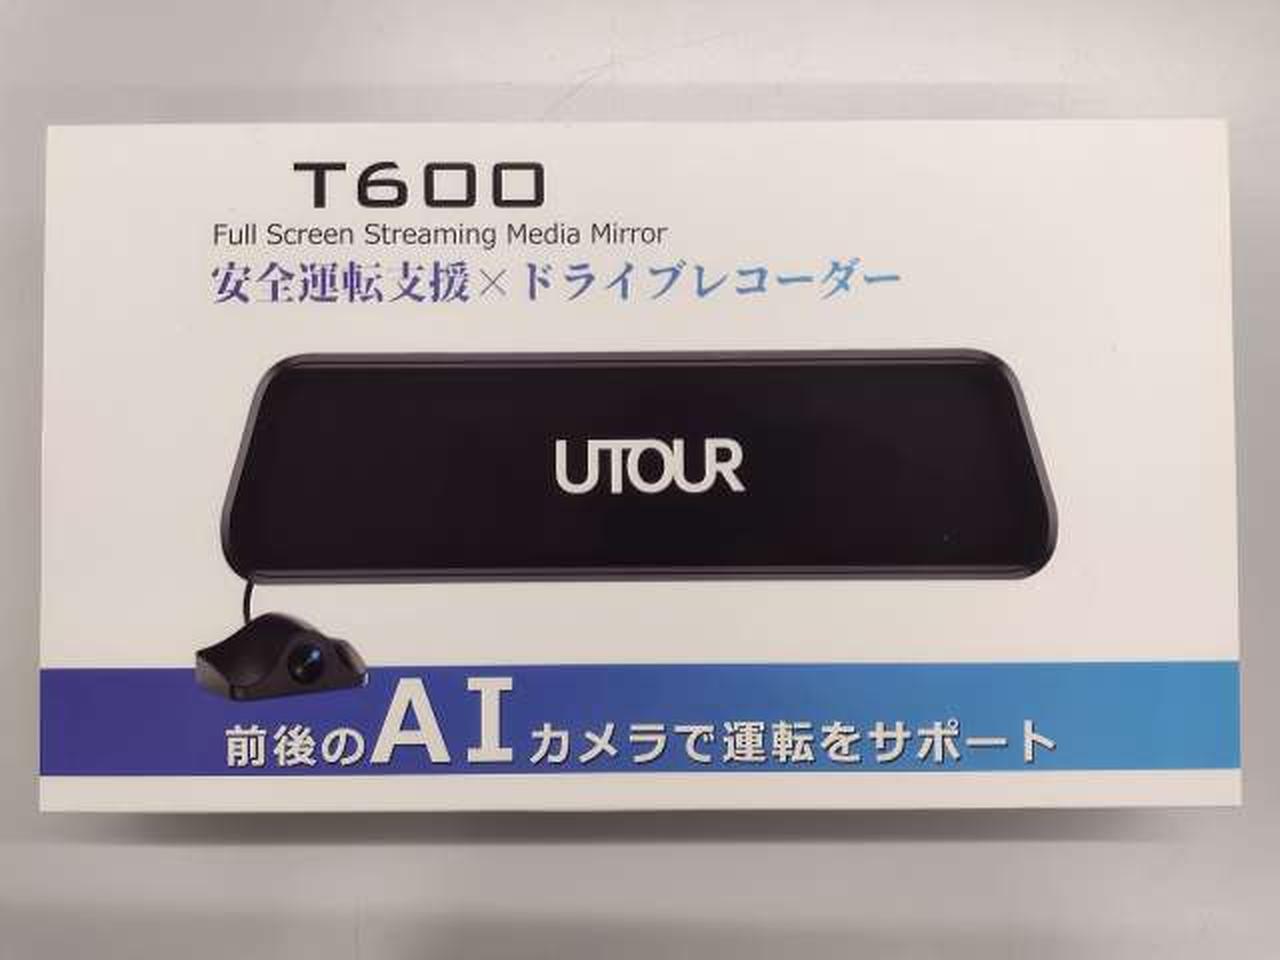 T600
Full Screen Streaming Media Mirror
安全運転支援×ドライブレコーダー
UTOUR
前後のAIカメラで運転をサポート